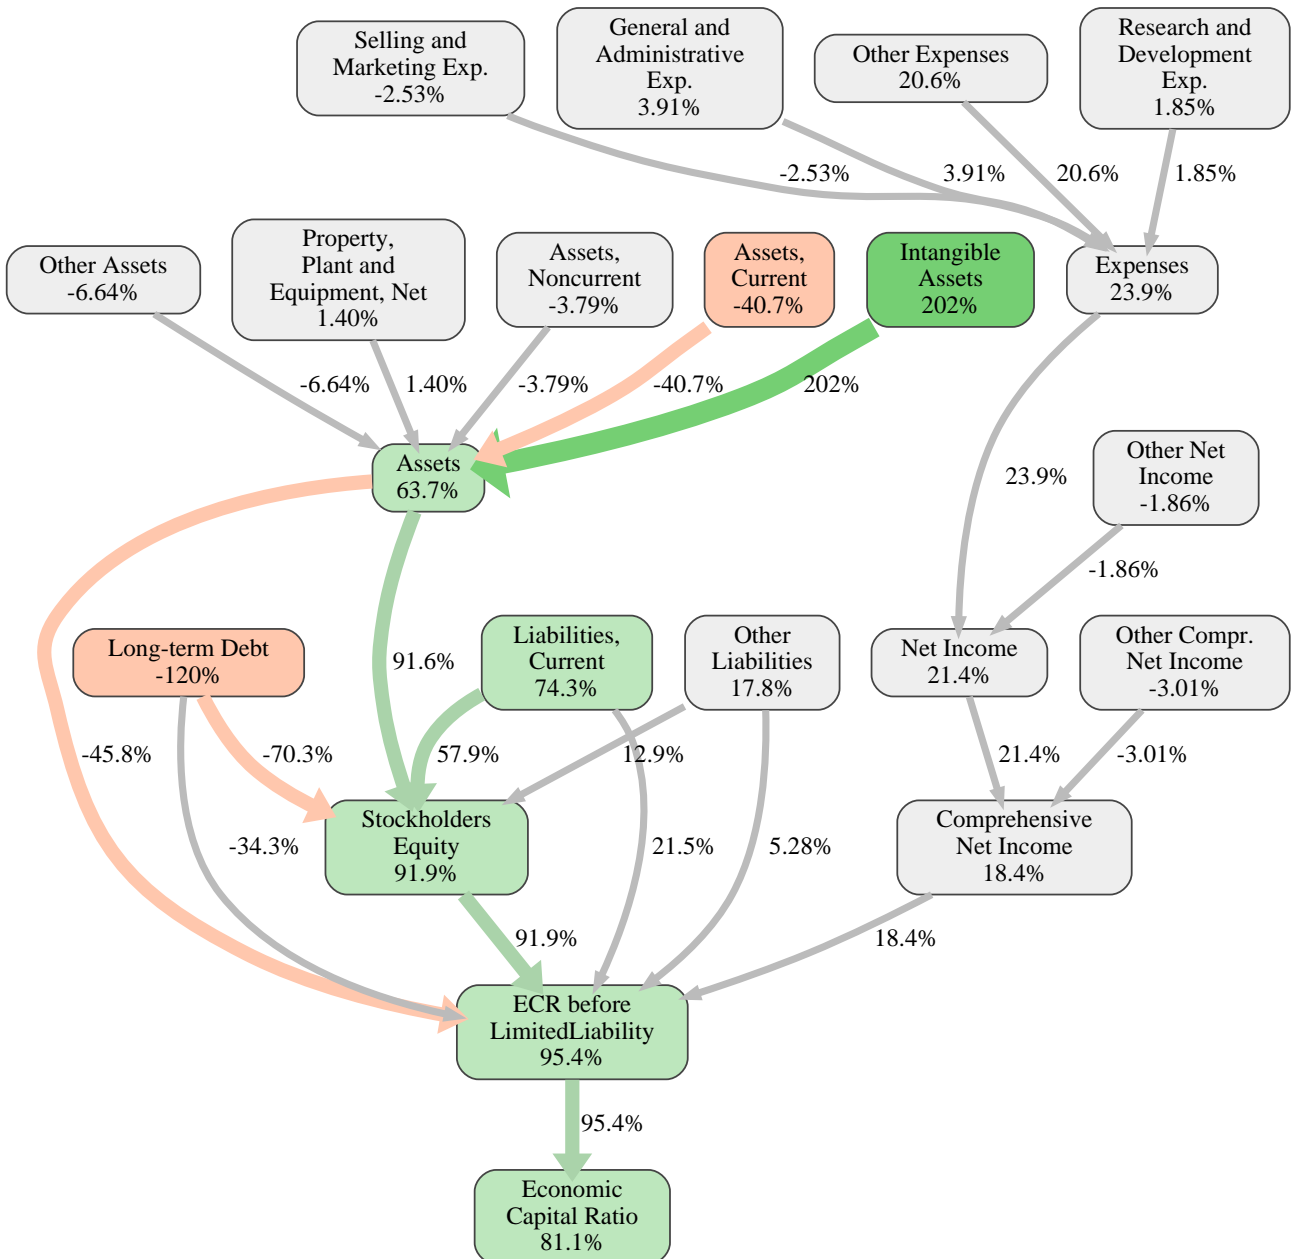 Selling and
Marketing Exp.
-2.53%
General and
Administrative
Exp.
3.91%
Other Expenses
20.6%
Research and
Development
Exp.
1.85%
-2.53%
3.91%
20.6%
1.85%
Other Assets
-6.64%
Property,
Plant and
Equipment, Net
1.40%
Assets,
Noncurrent
-3.79%
Assets,
Current
-40.7%
Intangible
Assets
202%
Expenses
23.9%
-6.64%
1.40%
-3.79%
-40.7%
202%
Assets
63.7%
23.9%
Other Net
Income
-1.86%
-1.86%
Long-term Debt
-120%
91.6%
Liabilities,
Current
74.3%
Other
Liabilities
17.8%
Net Income
21.4%
Other Compr.
Net Income
-3.01%
-45.8%
-70.3%
57.9%
12.9%
21.4%
-3.01%
Stockholders
Equity
91.9%
-34.3%
21.5%
5.28%
Comprehensive
Net Income
18.4%
91.9%
18.4%
ECR before
LimitedLiability
95.4%
95.4%
Economic
Capital Ratio
81.1%